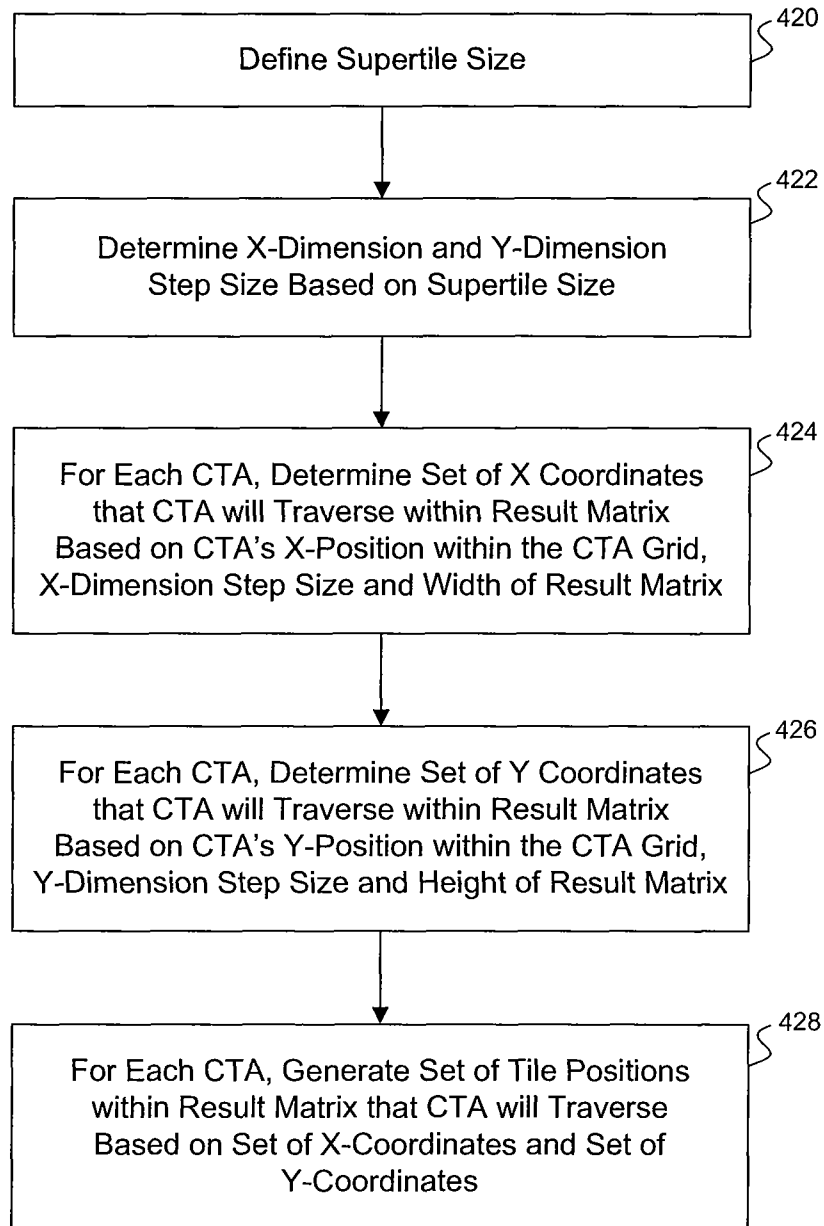 420
Define Supertile Size
422
Determine X-Dimension and Y-Dimension
Step Size Based on Supertile Size
424
For Each CTA, Determine Set of X Coordinates
that CTA will Traverse within Result Matrix
Based on CTA's X-Position within the CTA Grid,
X-Dimension Step Size and Width of Result Matrix
426
For Each CTA, Determine Set of Y Coordinates
that CTA will Traverse within Result Matrix
Based on CTA's Y-Position within the CTA Grid,
Y-Dimension Step Size and Height of Result Matrix
428
For Each CTA, Generate Set of Tile Positions
within Result Matrix that CTA will Traverse
Based on Set of X-Coordinates and Set of
Y-Coordinates